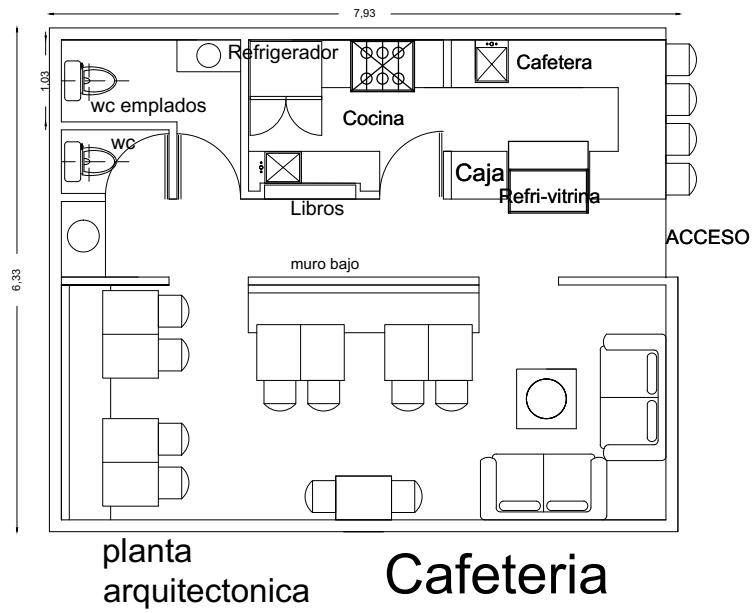 7,93
Refrigerador
Cafetera
1,03
wc emplados
Cocina
wc
Caja
Refri-vitrina
Libros
ACCESO
muro bajo
6,33
planta
arquitectonica
Cafeteria